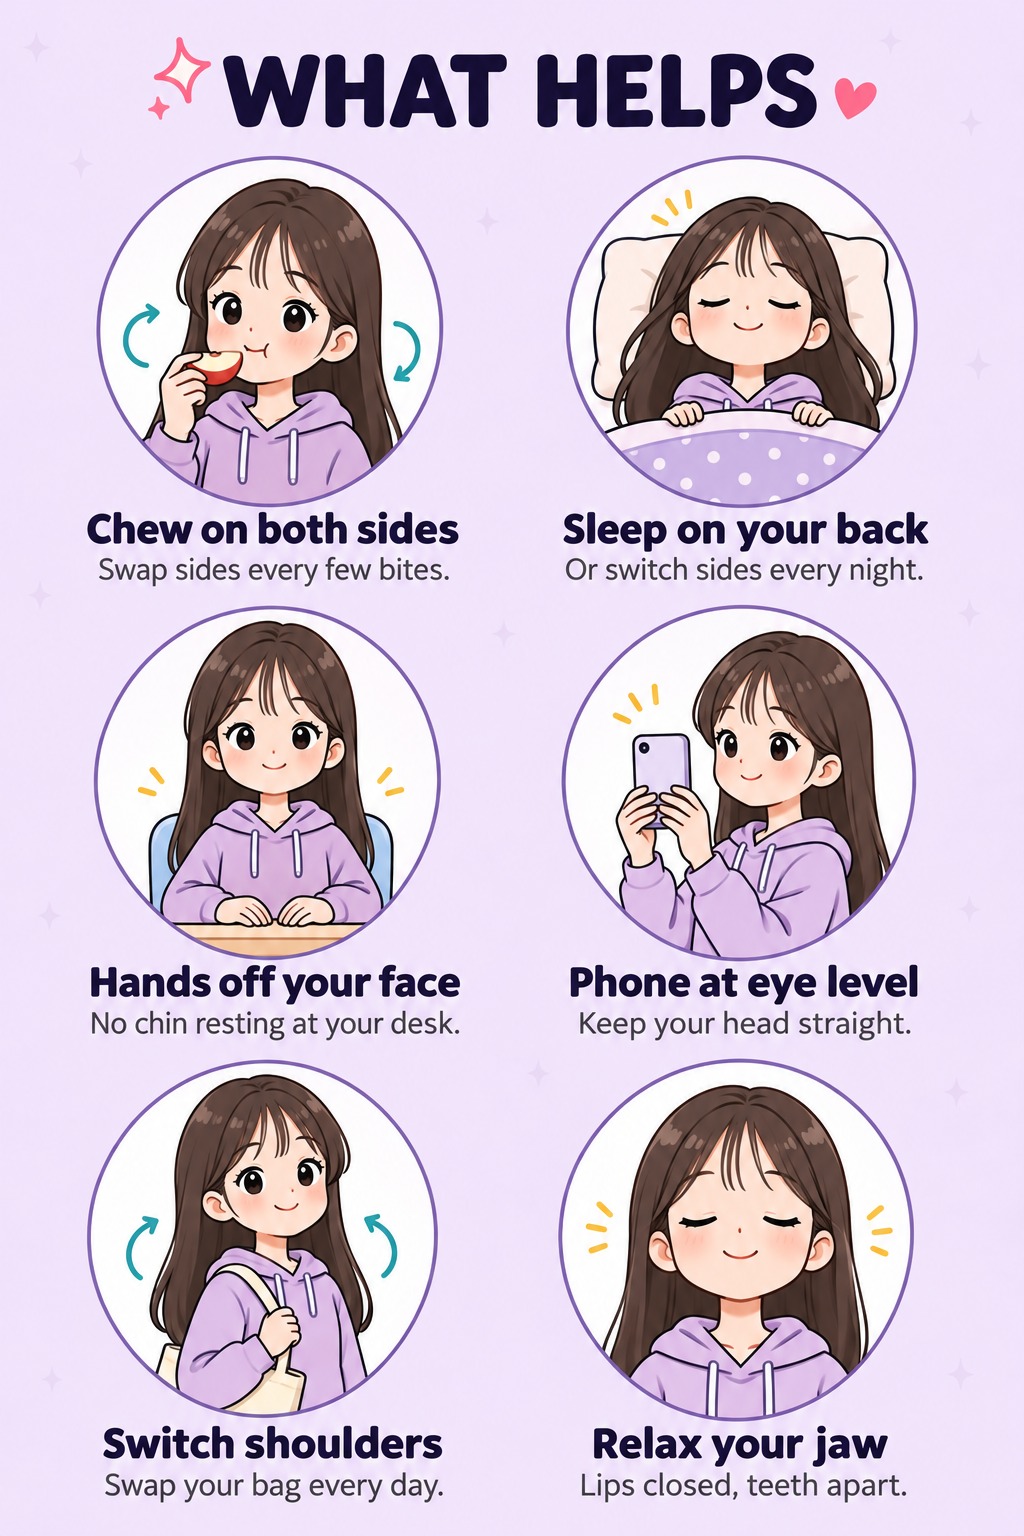 WHAT HELPS
Chew on both sides
Swap sides every few bites.
Sleep on your back
Or switch sides every night.
Hands off your face
No chin resting at your desk.
Phone at eye level
Keep your head straight.
Switch shoulders
Swap your bag every day.
Relax your jaw
Lips closed, teeth apart.